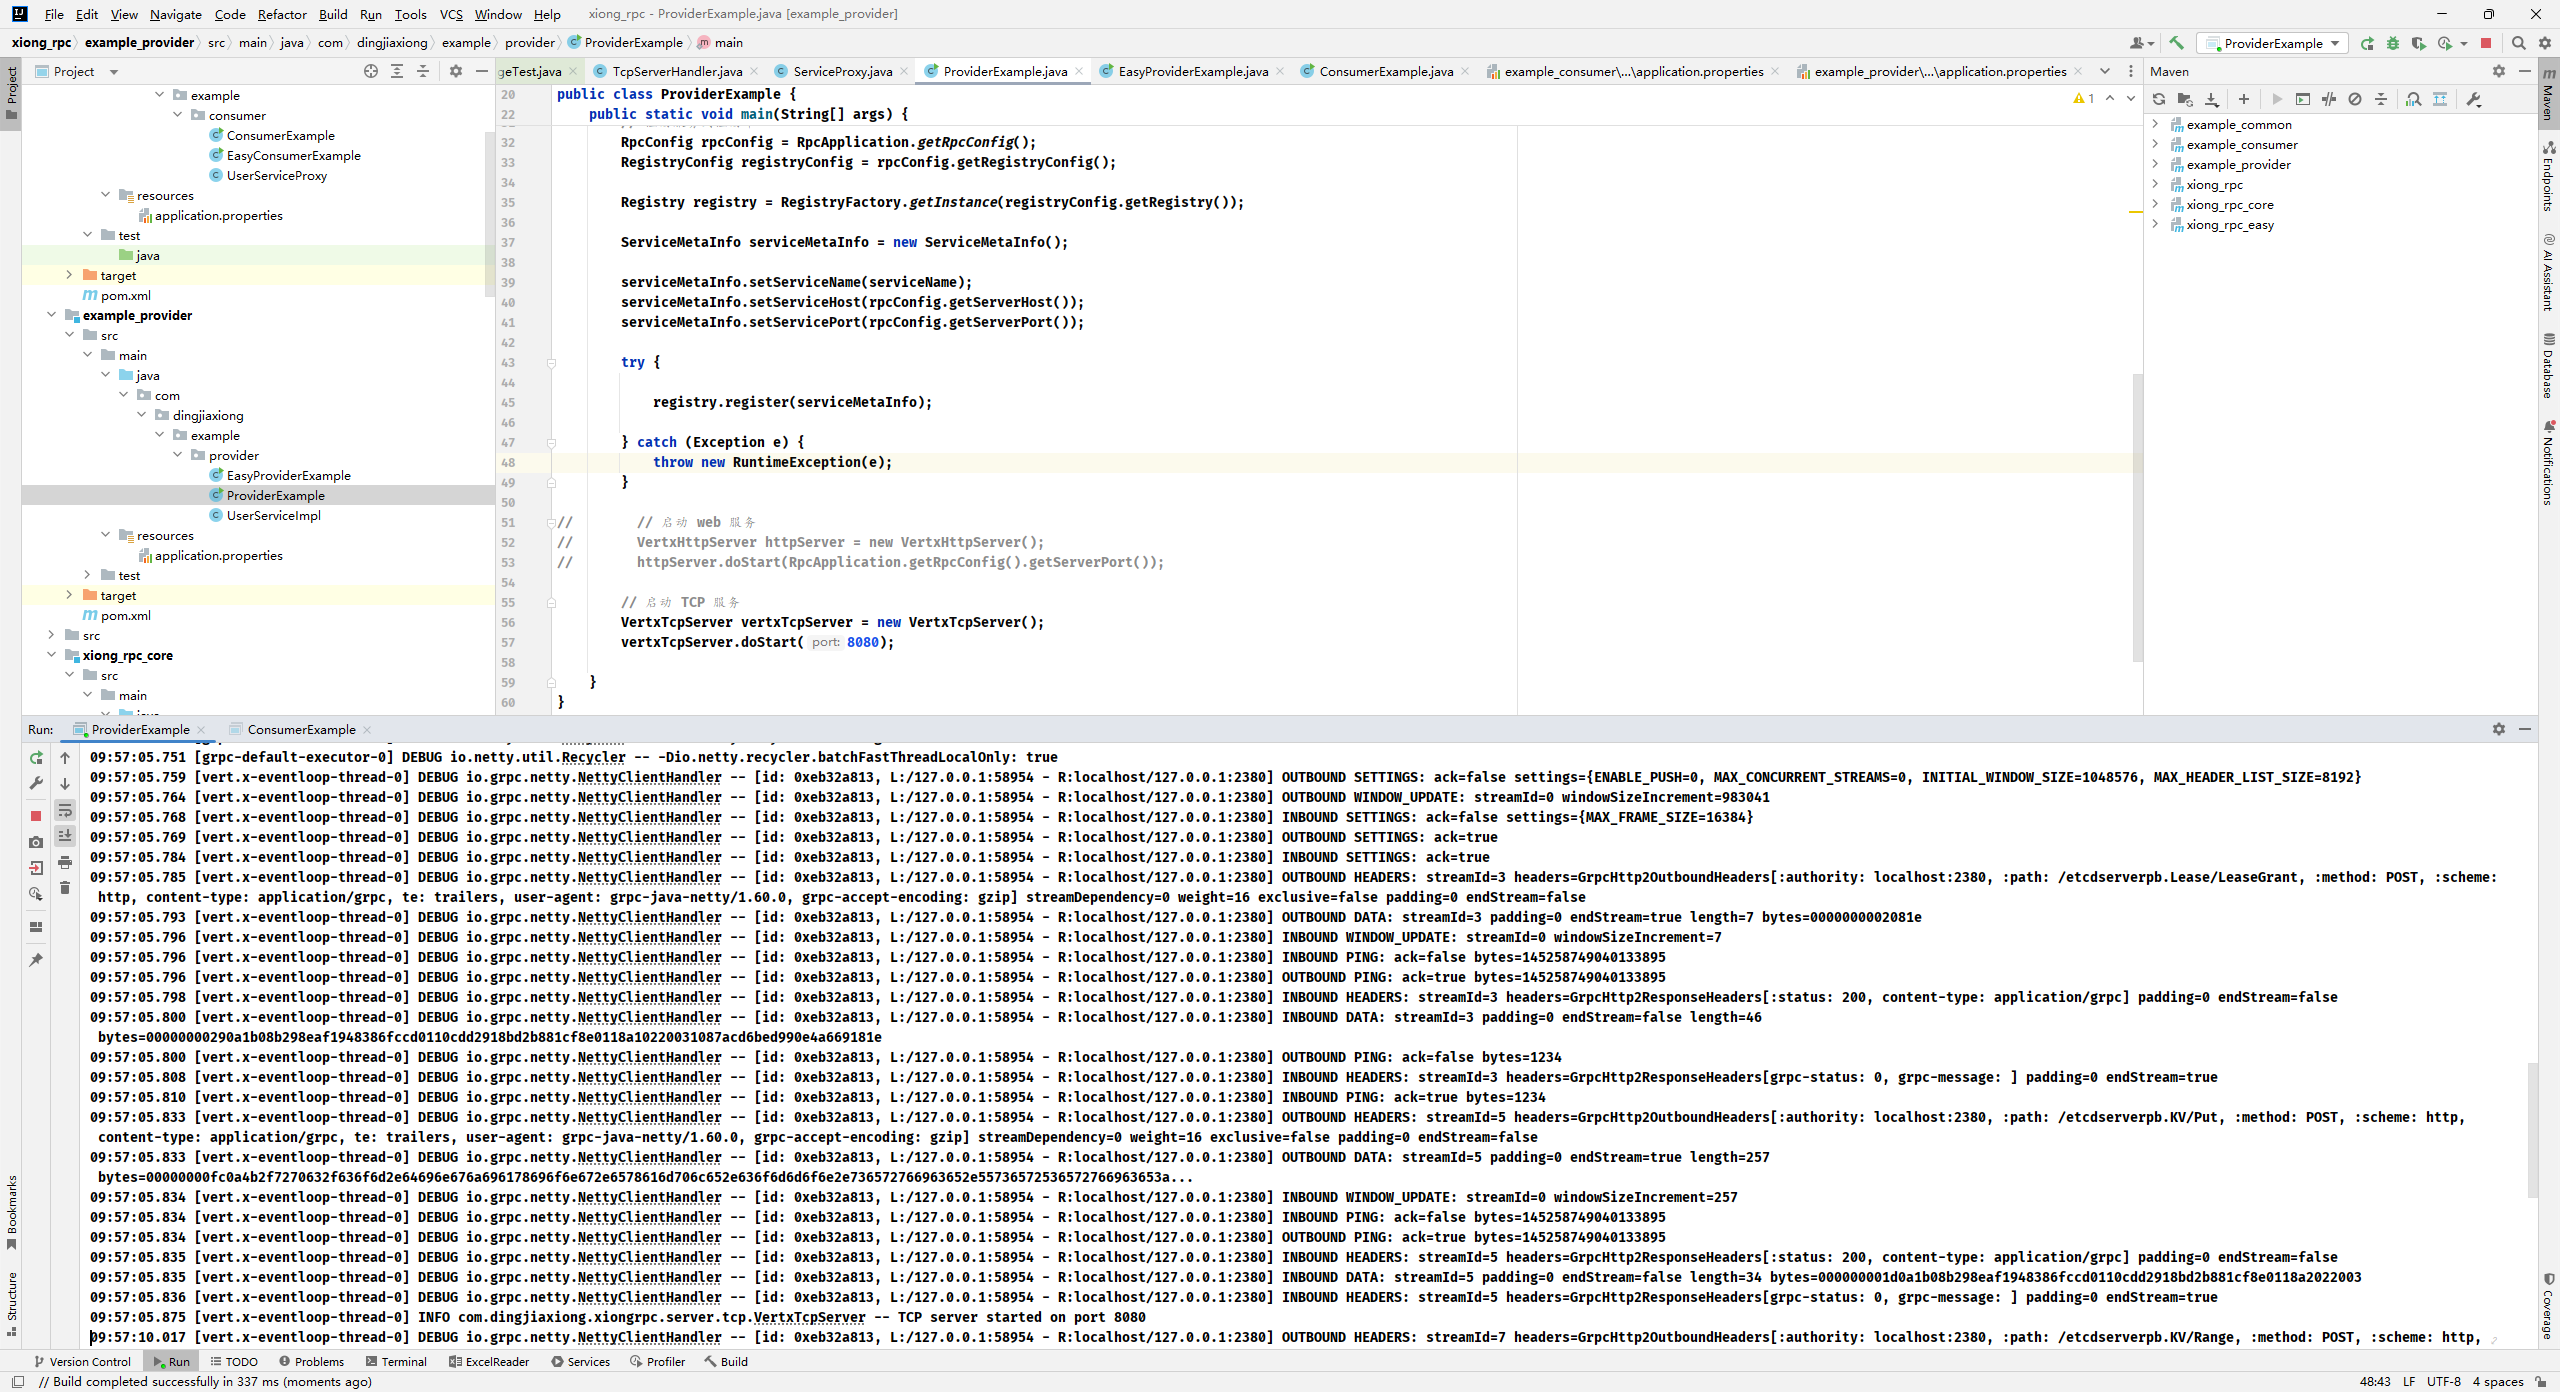 File Edit View Navigate Code Refactor Build Run Tools VCS Window Help xiong_rpc - ProviderExample.java [example_provider]
xiong_rpc example_provider src main java com dingjiaxiong example provider ProviderExample main ProviderExample
Project
geTest.java TcpServerHandler.java ServiceProxy.java ProviderExample.java EasyProviderExample.java ConsumerExample.java example_consumer\...\application.properties example_provider\...\application.properties
Maven
example
consumer
ConsumerExample
EasyConsumerExample
UserServiceProxy
resources
application.properties
test
java
target
pom.xml
example_provider
src
main
java
com
dingjiaxiong
example
provider
EasyProviderExample
ProviderExample
UserServiceImpl
resources
application.properties
test
target
pom.xml
src
xiong_rpc_core
src
main
20 public class ProviderExample {
22 public static void main(String[] args) {
32 RpcConfig rpcConfig = RpcApplication.getRpcConfig();
33 RegistryConfig registryConfig = rpcConfig.getRegistryConfig();
34
35 Registry registry = RegistryFactory.getInstance(registryConfig.getRegistry());
36
37 ServiceMetaInfo serviceMetaInfo = new ServiceMetaInfo();
38
39 serviceMetaInfo.setServiceName(serviceName);
40 serviceMetaInfo.setServiceHost(rpcConfig.getServerHost());
41 serviceMetaInfo.setServicePort(rpcConfig.getServerPort());
42
43 try {
44
45 registry.register(serviceMetaInfo);
46
47 } catch (Exception e) {
48 throw new RuntimeException(e);
49 }
50
51 // // 启动 web 服务
52 // VertxHttpServer httpServer = new VertxHttpServer();
53 // httpServer.doStart(RpcApplication.getRpcConfig().getServerPort());
54
55 // 启动 TCP 服务
56 VertxTcpServer vertxTcpServer = new VertxTcpServer();
57 vertxTcpServer.doStart( port: 8080);
58
59 }
60 }
1
example_common
example_consumer
example_provider
xiong_rpc
xiong_rpc_core
xiong_rpc_easy
Project
Bookmarks
Structure
Maven
Endpoints
AI Assistant
Database
Notifications
Coverage
Run: ProviderExample ConsumerExample
09:57:05.751 [grpc-default-executor-0] DEBUG io.netty.util.Recycler -- -Dio.netty.recycler.batchFastThreadLocalOnly: true
09:57:05.759 [vert.x-eventloop-thread-0] DEBUG io.grpc.netty.NettyClientHandler -- [id: 0xeb32a813, L:/127.0.0.1:58954 - R:localhost/127.0.0.1:2380] OUTBOUND SETTINGS: ack=false settings={ENABLE_PUSH=0, MAX_CONCURRENT_STREAMS=0, INITIAL_WINDOW_SIZE=1048576, MAX_HEADER_LIST_SIZE=8192}
09:57:05.764 [vert.x-eventloop-thread-0] DEBUG io.grpc.netty.NettyClientHandler -- [id: 0xeb32a813, L:/127.0.0.1:58954 - R:localhost/127.0.0.1:2380] OUTBOUND WINDOW_UPDATE: streamId=0 windowSizeIncrement=983041
09:57:05.768 [vert.x-eventloop-thread-0] DEBUG io.grpc.netty.NettyClientHandler -- [id: 0xeb32a813, L:/127.0.0.1:58954 - R:localhost/127.0.0.1:2380] INBOUND SETTINGS: ack=false settings={MAX_FRAME_SIZE=16384}
09:57:05.769 [vert.x-eventloop-thread-0] DEBUG io.grpc.netty.NettyClientHandler -- [id: 0xeb32a813, L:/127.0.0.1:58954 - R:localhost/127.0.0.1:2380] OUTBOUND SETTINGS: ack=true
09:57:05.784 [vert.x-eventloop-thread-0] DEBUG io.grpc.netty.NettyClientHandler -- [id: 0xeb32a813, L:/127.0.0.1:58954 - R:localhost/127.0.0.1:2380] INBOUND SETTINGS: ack=true
09:57:05.785 [vert.x-eventloop-thread-0] DEBUG io.grpc.netty.NettyClientHandler -- [id: 0xeb32a813, L:/127.0.0.1:58954 - R:localhost/127.0.0.1:2380] OUTBOUND HEADERS: streamId=3 headers=GrpcHttp2OutboundHeaders[:authority: localhost:2380, :path: /etcdserverpb.Lease/LeaseGrant, :method: POST, :scheme:
http, content-type: application/grpc, te: trailers, user-agent: grpc-java-netty/1.60.0, grpc-accept-encoding: gzip] streamDependency=0 weight=16 exclusive=false padding=0 endStream=false
09:57:05.793 [vert.x-eventloop-thread-0] DEBUG io.grpc.netty.NettyClientHandler -- [id: 0xeb32a813, L:/127.0.0.1:58954 - R:localhost/127.0.0.1:2380] OUTBOUND DATA: streamId=3 padding=0 endStream=true length=7 bytes=0000000002081e
09:57:05.796 [vert.x-eventloop-thread-0] DEBUG io.grpc.netty.NettyClientHandler -- [id: 0xeb32a813, L:/127.0.0.1:58954 - R:localhost/127.0.0.1:2380] INBOUND WINDOW_UPDATE: streamId=0 windowSizeIncrement=7
09:57:05.796 [vert.x-eventloop-thread-0] DEBUG io.grpc.netty.NettyClientHandler -- [id: 0xeb32a813, L:/127.0.0.1:58954 - R:localhost/127.0.0.1:2380] INBOUND PING: ack=false bytes=145258749040133895
09:57:05.796 [vert.x-eventloop-thread-0] DEBUG io.grpc.netty.NettyClientHandler -- [id: 0xeb32a813, L:/127.0.0.1:58954 - R:localhost/127.0.0.1:2380] OUTBOUND PING: ack=true bytes=145258749040133895
09:57:05.798 [vert.x-eventloop-thread-0] DEBUG io.grpc.netty.NettyClientHandler -- [id: 0xeb32a813, L:/127.0.0.1:58954 - R:localhost/127.0.0.1:2380] INBOUND HEADERS: streamId=3 headers=GrpcHttp2ResponseHeaders[:status: 200, content-type: application/grpc] padding=0 endStream=false
09:57:05.800 [vert.x-eventloop-thread-0] DEBUG io.grpc.netty.NettyClientHandler -- [id: 0xeb32a813, L:/127.0.0.1:58954 - R:localhost/127.0.0.1:2380] INBOUND DATA: streamId=3 padding=0 endStream=false length=46
bytes=00000000290a1b08b298eaf1948386fccd0110cdd2918bd2b881cf8e0118a10220031087acd6bed990e4a669181e
09:57:05.800 [vert.x-eventloop-thread-0] DEBUG io.grpc.netty.NettyClientHandler -- [id: 0xeb32a813, L:/127.0.0.1:58954 - R:localhost/127.0.0.1:2380] OUTBOUND PING: ack=false bytes=1234
09:57:05.808 [vert.x-eventloop-thread-0] DEBUG io.grpc.netty.NettyClientHandler -- [id: 0xeb32a813, L:/127.0.0.1:58954 - R:localhost/127.0.0.1:2380] INBOUND HEADERS: streamId=3 headers=GrpcHttp2ResponseHeaders[grpc-status: 0, grpc-message: ] padding=0 endStream=true
09:57:05.810 [vert.x-eventloop-thread-0] DEBUG io.grpc.netty.NettyClientHandler -- [id: 0xeb32a813, L:/127.0.0.1:58954 - R:localhost/127.0.0.1:2380] INBOUND PING: ack=true bytes=1234
09:57:05.833 [vert.x-eventloop-thread-0] DEBUG io.grpc.netty.NettyClientHandler -- [id: 0xeb32a813, L:/127.0.0.1:58954 - R:localhost/127.0.0.1:2380] OUTBOUND HEADERS: streamId=5 headers=GrpcHttp2OutboundHeaders[:authority: localhost:2380, :path: /etcdserverpb.KV/Put, :method: POST, :scheme: http,
content-type: application/grpc, te: trailers, user-agent: grpc-java-netty/1.60.0, grpc-accept-encoding: gzip] streamDependency=0 weight=16 exclusive=false padding=0 endStream=false
09:57:05.833 [vert.x-eventloop-thread-0] DEBUG io.grpc.netty.NettyClientHandler -- [id: 0xeb32a813, L:/127.0.0.1:58954 - R:localhost/127.0.0.1:2380] OUTBOUND DATA: streamId=5 padding=0 endStream=true length=257
bytes=00000000fc0a4b2f7270632f636f6d2e64696e676a696178696f6e672e6578616d706c652e636f6d6d6f6e2e736572766963652e55736572536572766963653a...
09:57:05.834 [vert.x-eventloop-thread-0] DEBUG io.grpc.netty.NettyClientHandler -- [id: 0xeb32a813, L:/127.0.0.1:58954 - R:localhost/127.0.0.1:2380] INBOUND WINDOW_UPDATE: streamId=0 windowSizeIncrement=257
09:57:05.834 [vert.x-eventloop-thread-0] DEBUG io.grpc.netty.NettyClientHandler -- [id: 0xeb32a813, L:/127.0.0.1:58954 - R:localhost/127.0.0.1:2380] INBOUND PING: ack=false bytes=145258749040133895
09:57:05.834 [vert.x-eventloop-thread-0] DEBUG io.grpc.netty.NettyClientHandler -- [id: 0xeb32a813, L:/127.0.0.1:58954 - R:localhost/127.0.0.1:2380] OUTBOUND PING: ack=true bytes=145258749040133895
09:57:05.835 [vert.x-eventloop-thread-0] DEBUG io.grpc.netty.NettyClientHandler -- [id: 0xeb32a813, L:/127.0.0.1:58954 - R:localhost/127.0.0.1:2380] INBOUND HEADERS: streamId=5 headers=GrpcHttp2ResponseHeaders[:status: 200, content-type: application/grpc] padding=0 endStream=false
09:57:05.835 [vert.x-eventloop-thread-0] DEBUG io.grpc.netty.NettyClientHandler -- [id: 0xeb32a813, L:/127.0.0.1:58954 - R:localhost/127.0.0.1:2380] INBOUND DATA: streamId=5 padding=0 endStream=false length=34 bytes=000000001d0a1b08b298eaf1948386fccd0110cdd2918bd2b881cf8e0118a2022003
09:57:05.836 [vert.x-eventloop-thread-0] DEBUG io.grpc.netty.NettyClientHandler -- [id: 0xeb32a813, L:/127.0.0.1:58954 - R:localhost/127.0.0.1:2380] INBOUND HEADERS: streamId=5 headers=GrpcHttp2ResponseHeaders[grpc-status: 0, grpc-message: ] padding=0 endStream=true
09:57:05.875 [vert.x-eventloop-thread-0] INFO com.dingjiaxiong.xiongrpc.server.tcp.VertxTcpServer -- TCP server started on port 8080
09:57:10.017 [vert.x-eventloop-thread-0] DEBUG io.grpc.netty.NettyClientHandler -- [id: 0xeb32a813, L:/127.0.0.1:58954 - R:localhost/127.0.0.1:2380] OUTBOUND HEADERS: streamId=7 headers=GrpcHttp2OutboundHeaders[:authority: localhost:2380, :path: /etcdserverpb.KV/Range, :method: POST, :scheme: http,
Version Control Run TODO Problems Terminal ExcelReader Services Profiler Build
// Build completed successfully in 337 ms (moments ago) 48:43 LF UTF-8 4 spaces